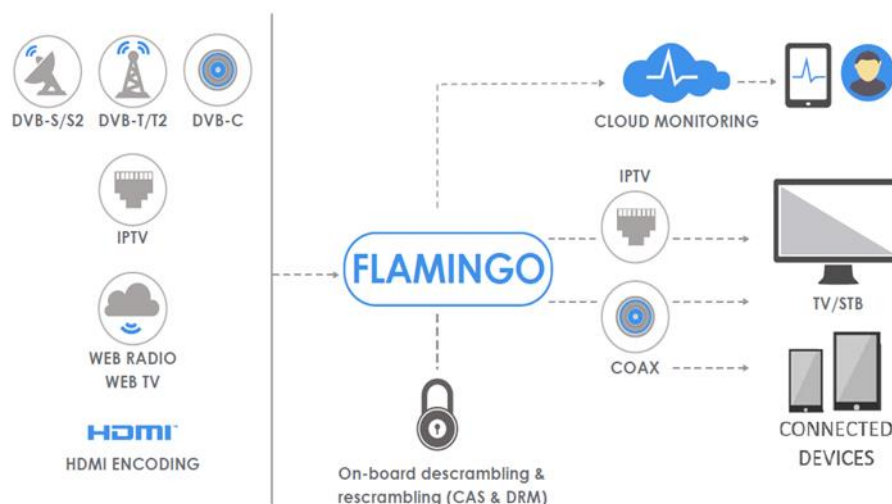 DVB-S/S2
DVB-T/T2
DVB-C
IPTV
WEB RADIO
WEB TV
HDMI™
HDMI ENCODING
FLAMINGO
On-board descrambling &
rescrambling (CAS & DRM)
CLOUD MONITORING
IPTV
COAX
TV/STB
CONNECTED
DEVICES